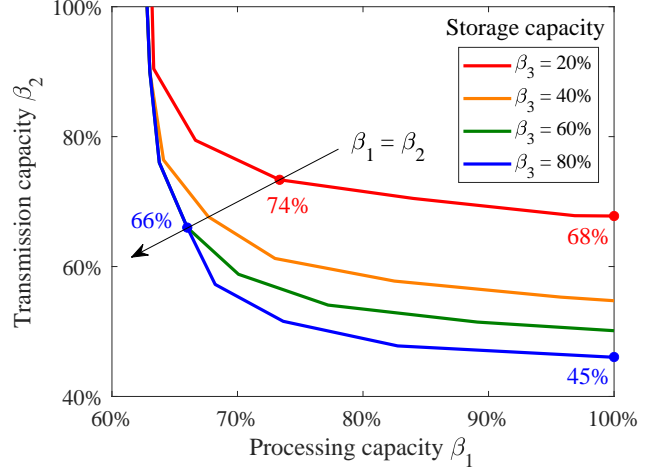 Storage capacity
β3 = 20%
β3 = 40%
β3 = 60%
β3 = 80%
β1 = β2
66%
74%
68%
45%
100%
80%
60%
40%
Transmission capacity β2
60%
70%
80%
90%
100%
Processing capacity β1